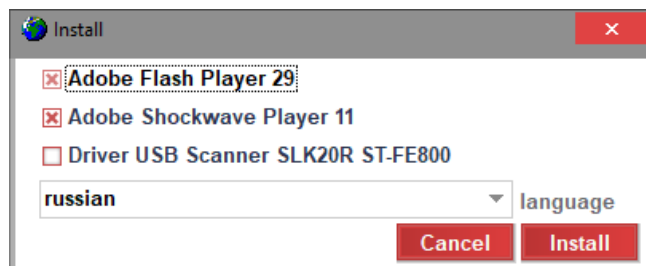 Install
Adobe Flash Player 29
Adobe Shockwave Player 11
Driver USB Scanner SLK20R ST-FE800
russian language
Cancel Install